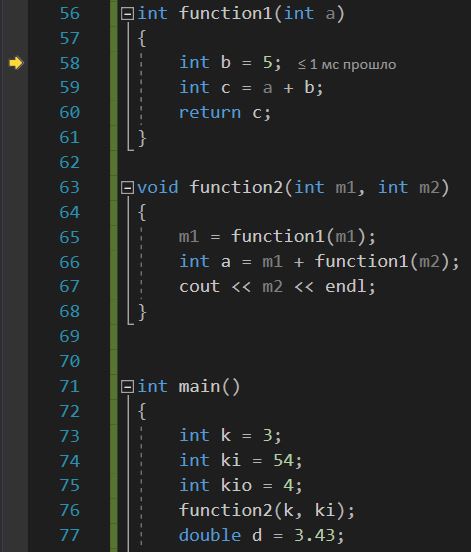 56 int function1(int a)
57 {
58 int b = 5; ≤ 1 мс прошло
59 int c = a + b;
60 return c;
61 }
62
63 void function2(int m1, int m2)
64 {
65 m1 = function1(m1);
66 int a = m1 + function1(m2);
67 cout << m2 << endl;
68 }
69
70
71 int main()
72 {
73 int k = 3;
74 int ki = 54;
75 int kio = 4;
76 function2(k, ki);
77 double d = 3.43;